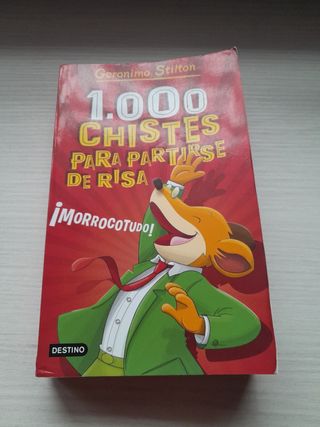 Geronimo Stilton
1.000
CHISTES
PARA PARTIRSE
DE RISA
¡MORROCOTUDO!
DESTINO